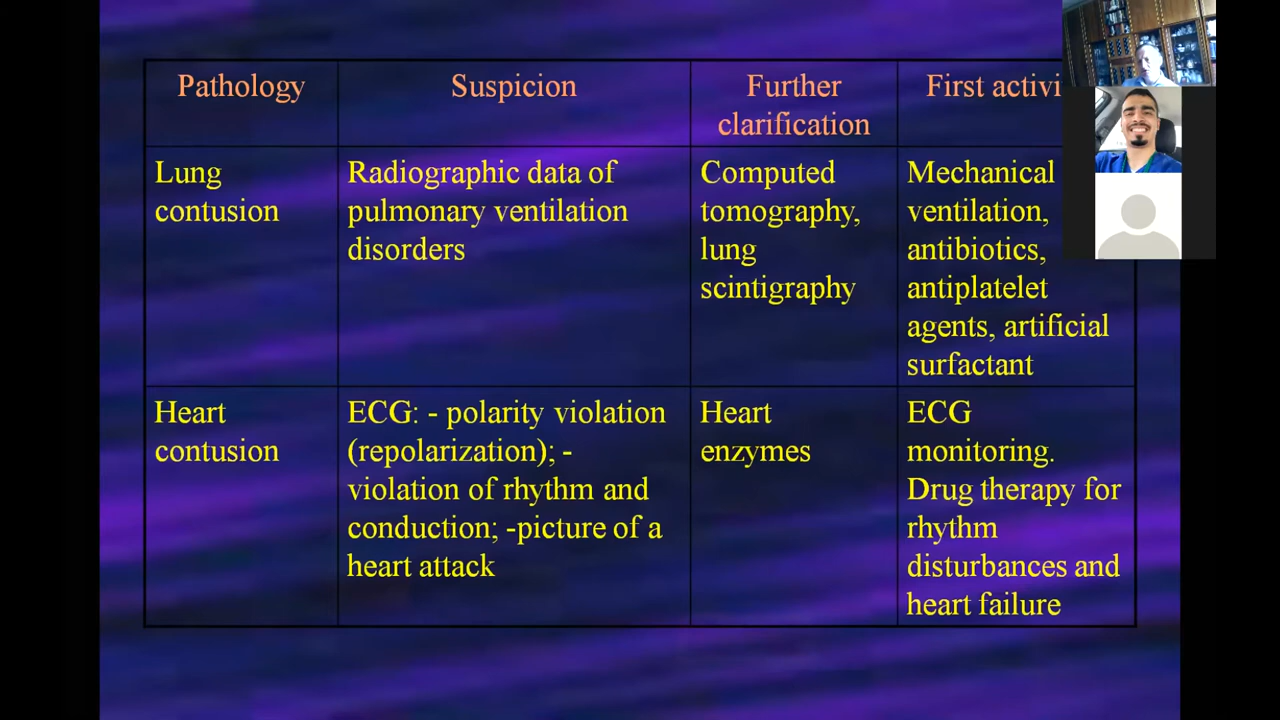 Pathology
Suspicion
Further
clarification
First activi
Lung
contusion
Radiographic data of
pulmonary ventilation
disorders
Computed
tomography,
lung
scintigraphy
Mechanical
ventilation,
antibiotics,
antiplatelet
agents, artificial
surfactant
Heart
contusion
ECG: - polarity violation
(repolarization); -
violation of rhythm and
conduction; -picture of a
heart attack
Heart
enzymes
ECG
monitoring.
Drug therapy for
rhythm
disturbances and
heart failure